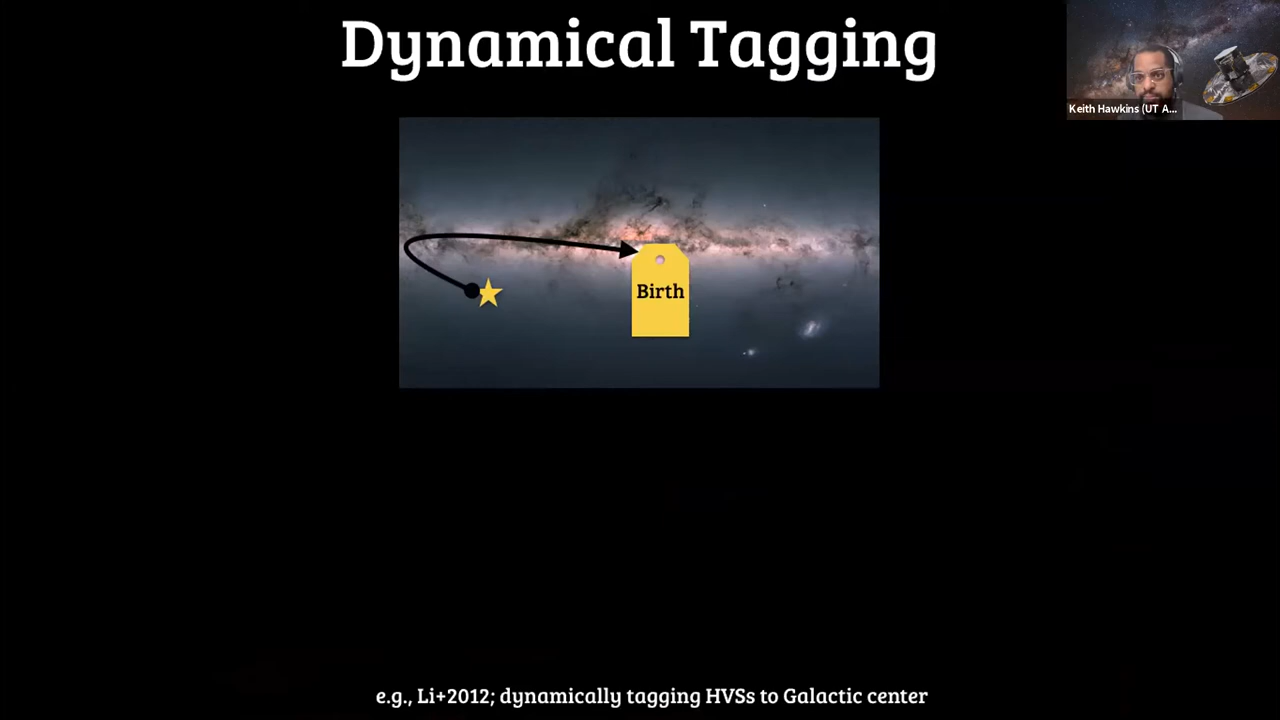 Dynamical Tagging
Keith Hawkins (UT A...
Birth
e.g., Li+2012; dynamically tagging HVSs to Galactic center